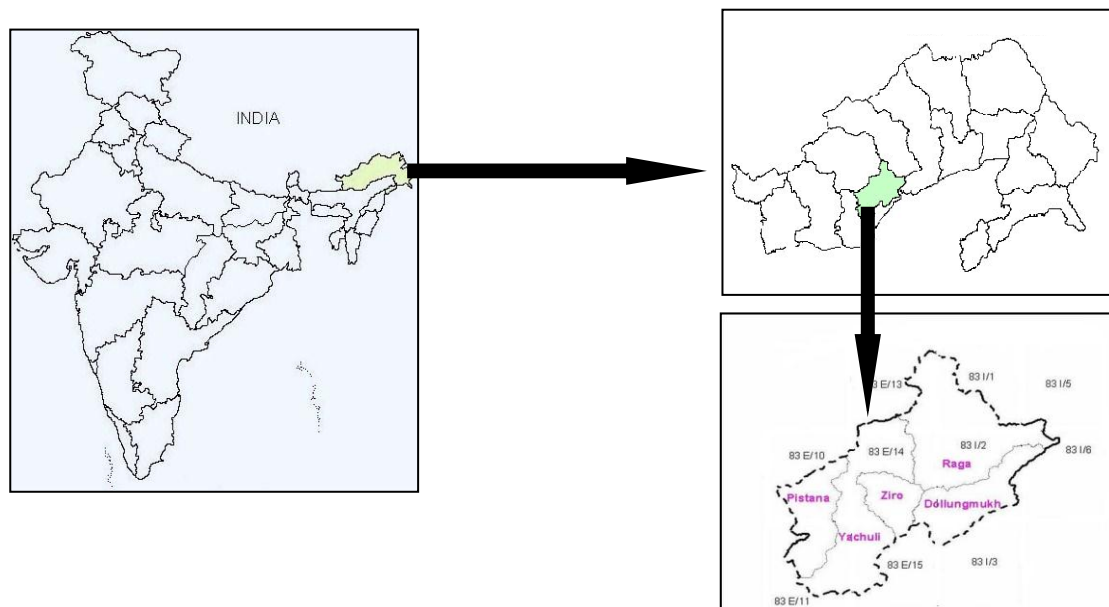 INDIA
83 E/13
83 I/1
83 I/5
83 E/10
83 E/14
83 I/2
83 I/6
Raga
Pistana
Ziro
Dollungmukh
Yachuli
83 E/15
83 I/3
83 E/11